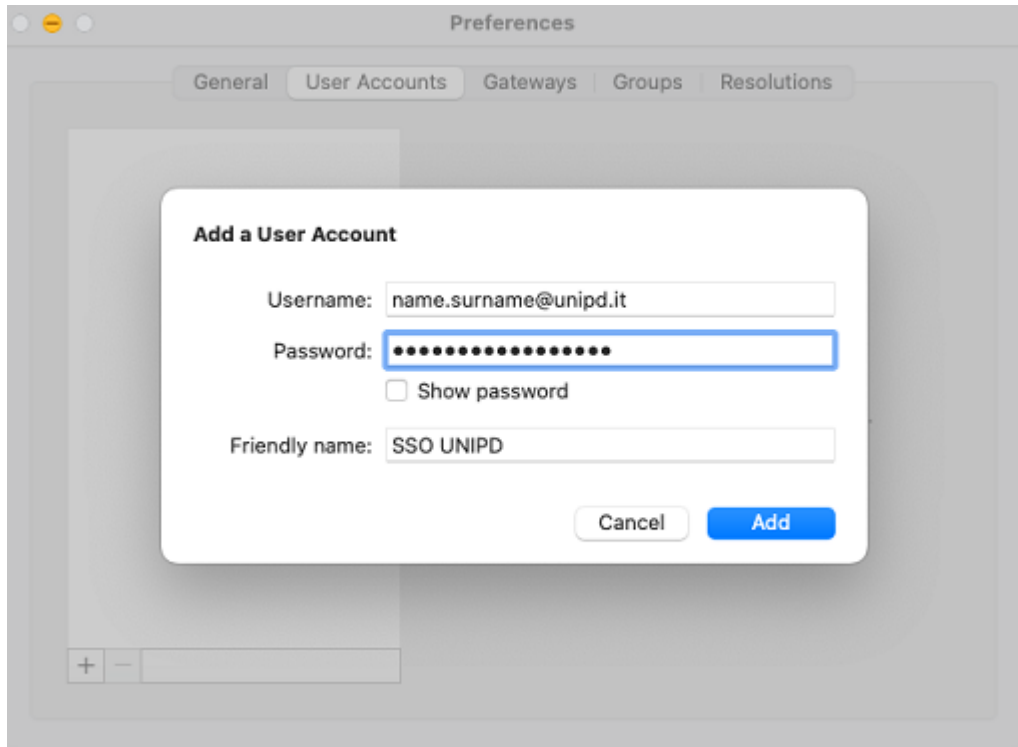 Preferences
General User Accounts Gateways Groups Resolutions
Add a User Account
Username: name.surname@unipd.it
Password: •••••••••••••••••
Show password
Friendly name: SSO UNIPD
Cancel Add